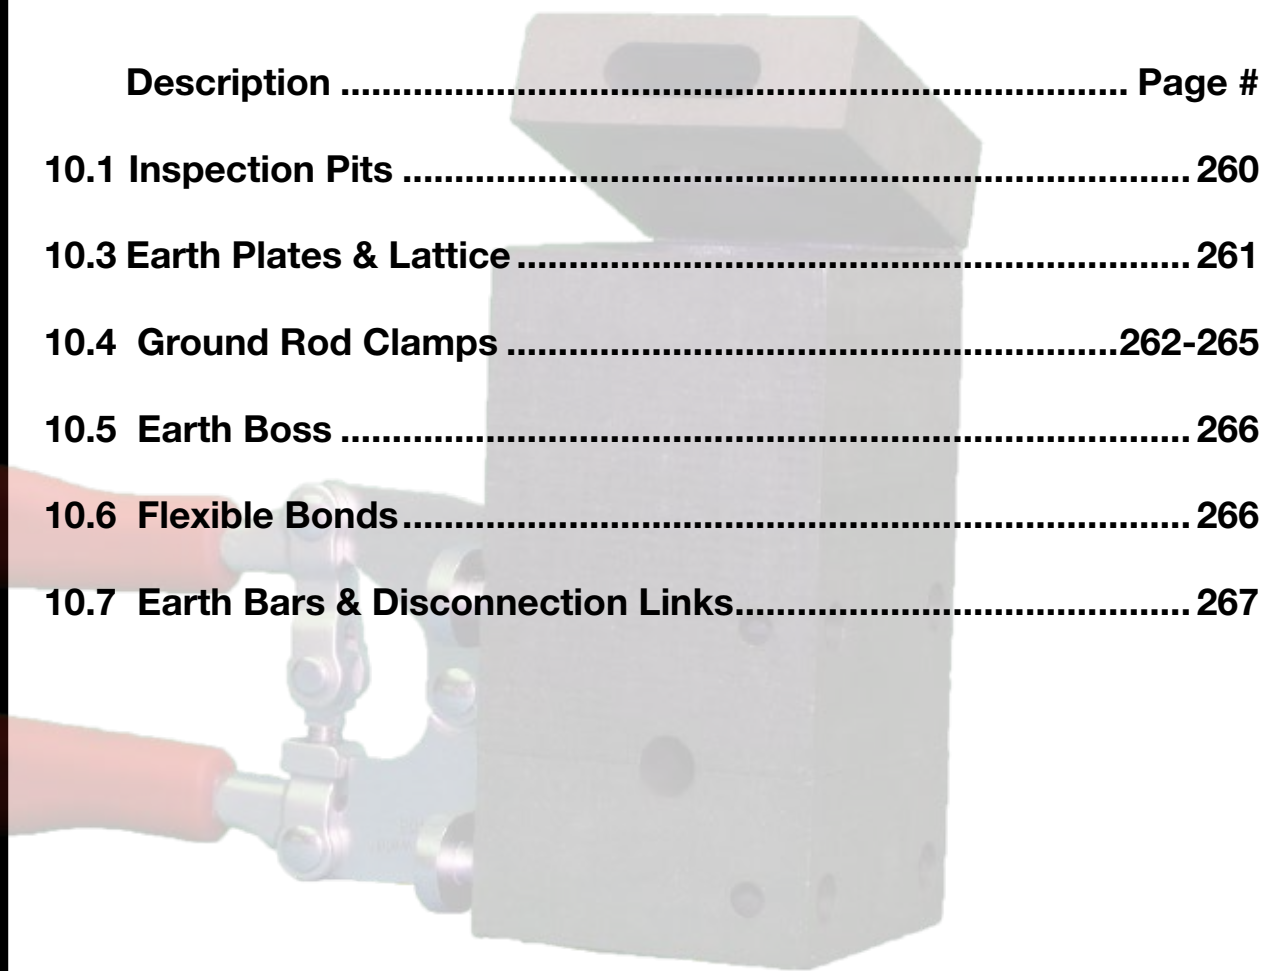 Description ............................................................................. Page #
10.1 Inspection Pits ............................................................................. 260
10.3 Earth Plates & Lattice .................................................................. 261
10.4 Ground Rod Clamps ............................................................262-265
10.5 Earth Boss ................................................................................... 266
10.6 Flexible Bonds ............................................................................. 266
10.7 Earth Bars & Disconnection Links ............................................. 267